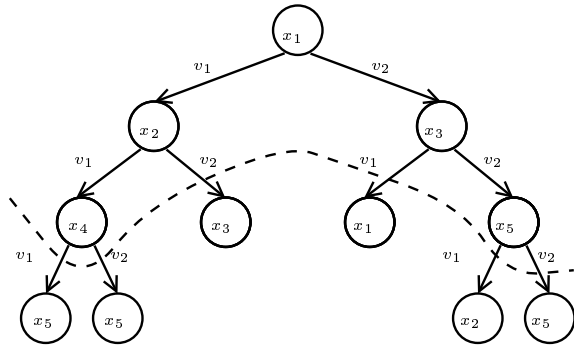 x₁
v₁ v₂
x₂ x₃
v₁ v₂ v₁ v₂
x₄ x₃ x₁ x₅
v₁ v₂ v₁ v₂
x₅ x₅ x₂ x₅